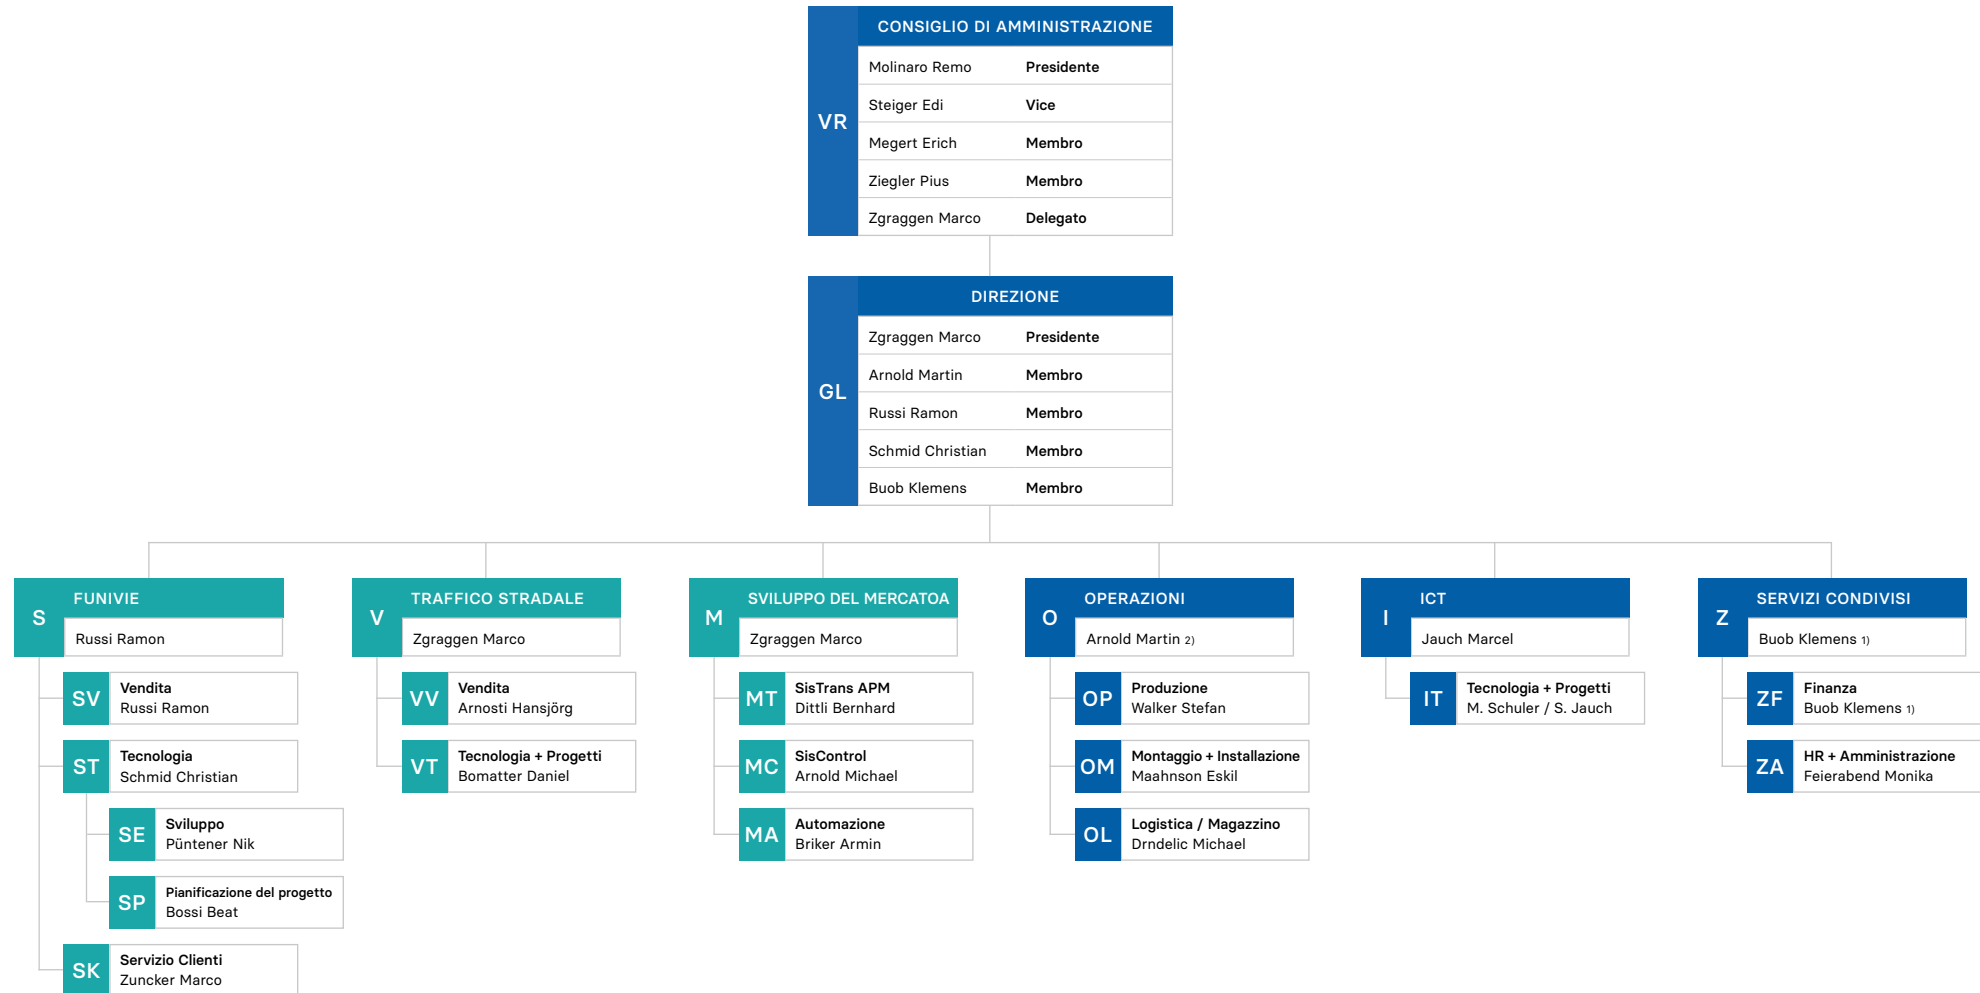 CONSIGLIO DI AMMINISTRAZIONE
VR
Molinaro Remo Presidente
Steiger Edi Vice
Megert Erich Membro
Ziegler Pius Membro
Zgraggen Marco Delegato
DIREZIONE
GL
Zgraggen Marco Presidente
Arnold Martin Membro
Russi Ramon Membro
Schmid Christian Membro
Buob Klemens Membro
S
FUNIVIE
Russi Ramon
SV
Vendita
Russi Ramon
ST
Tecnologia
Schmid Christian
SE
Sviluppo
Püntener Nik
SP
Pianificazione del progetto
Bossi Beat
SK
Servizio Clienti
Zuncker Marco
V
TRAFFICO STRADALE
Zgraggen Marco
VV
Vendita
Arnosti Hansjörg
VT
Tecnologia + Progetti
Bomatter Daniel
M
SVILUPPO DEL MERCATOA
Zgraggen Marco
MT
SisTrans APM
Dittli Bernhard
MC
SisControl
Arnold Michael
MA
Automazione
Briker Armin
O
OPERAZIONI
Arnold Martin 2)
OP
Produzione
Walker Stefan
OM
Montaggio + Installazione
Maahnson Eskil
OL
Logistica / Magazzino
Drndelic Michael
I
ICT
Jauch Marcel
IT
Tecnologia + Progetti
M. Schuler / S. Jauch
Z
SERVIZI CONDIVISI
Buob Klemens 1)
ZF
Finanza
Buob Klemens 1)
ZA
HR + Amministrazione
Feierabend Monika